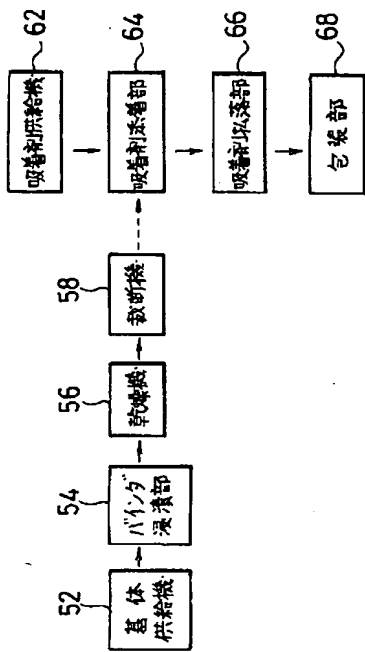 62
吸着剤供給機
64
吸着剤添着部
66
吸着剤払落部
68
包装部
58
裁断機
56
乾燥機
54
バインダ
浸漬部
52
基体
供給機